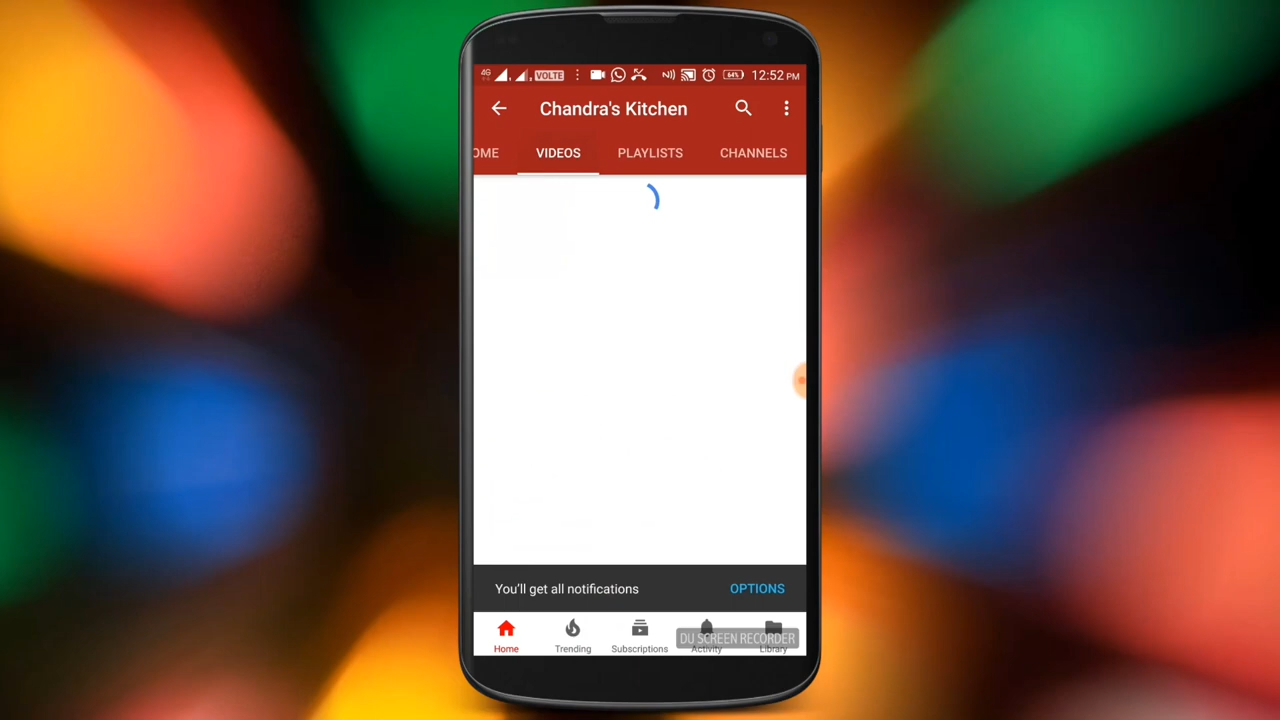 4G VOLTE 64% 12:52 PM
Chandra's Kitchen
OME VIDEOS PLAYLISTS CHANNELS
You'll get all notifications OPTIONS
DU SCREEN RECORDER
Home Trending Subscriptions Activity Library